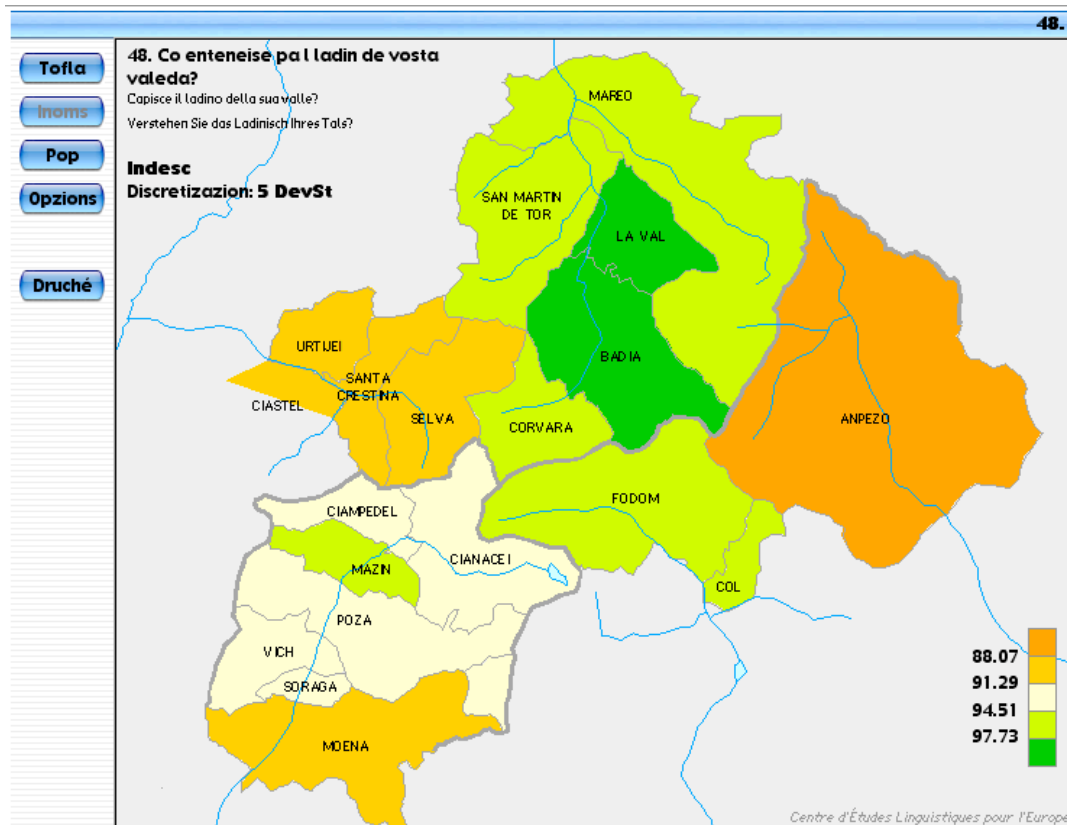 48.
Tofla
Inoms
Pop
Opzions
Druché
48. Co enteneise pa l ladin de vosta
valeda?
Capisce il ladino della sua valle?
Verstehen Sie das Ladinisch Ihres Tals?
Indesc
Discretizazion: 5 DevSt
MAREO
SAN MARTIN
DE TOR
LA VAL
BADIA
URTIJEI
SANTA
CRESTINA
CIASTEL
SELVA
CORVARA
ANPEZO
FODOM
COL
CIAMPEDEL
CIANACEI
MAZIN
POZA
VICH
SORAGA
MOENA
88.07
91.29
94.51
97.73
Centre d'Études Linguistiques pour l'Europe